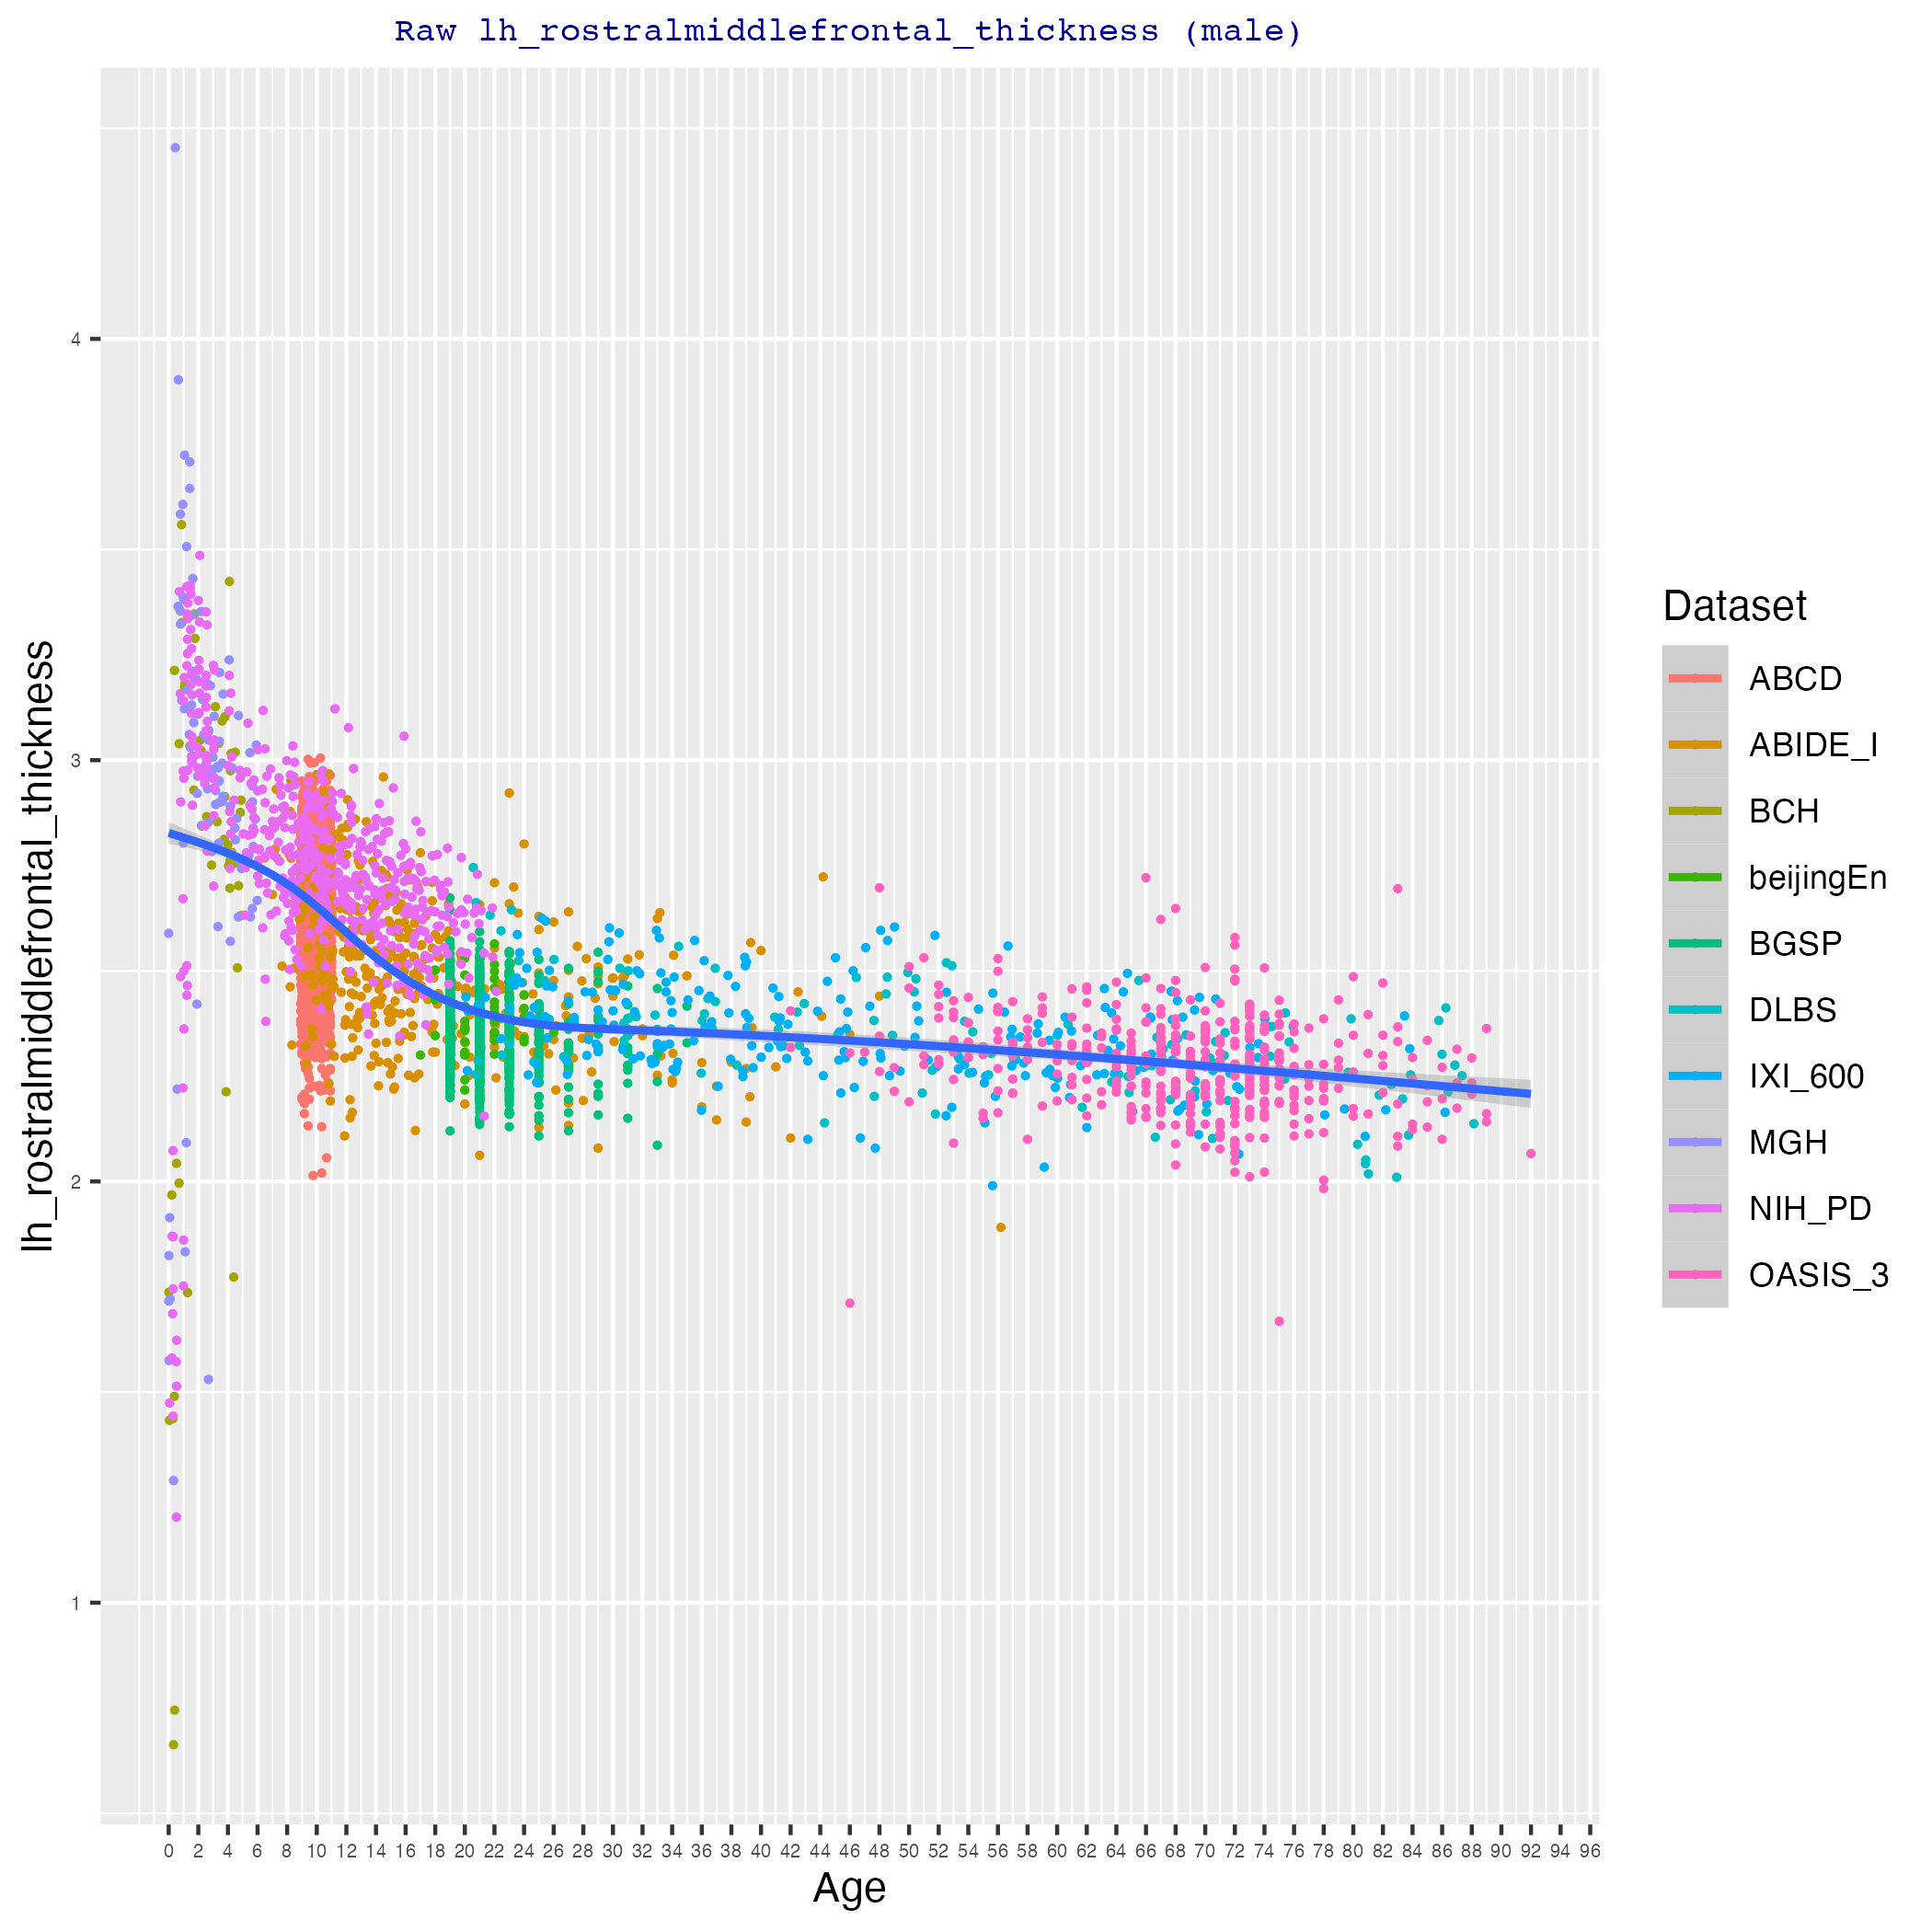 Raw lh_rostralmiddlefrontal_thickness (male)
lh_rostralmiddlefrontal_thickness
4
3
2
1
0 2 4 6 8 10 12 14 16 18 20 22 24 26 28 30 32 34 36 38 40 42 44 46 48 50 52 54 56 58 60 62 64 66 68 70 72 74 76 78 80 82 84 86 88 90 92 94 96
Age
Dataset
ABCD
ABIDE_I
BCH
beijingEn
BGSP
DLBS
IXI_600
MGH
NIH_PD
OASIS_3